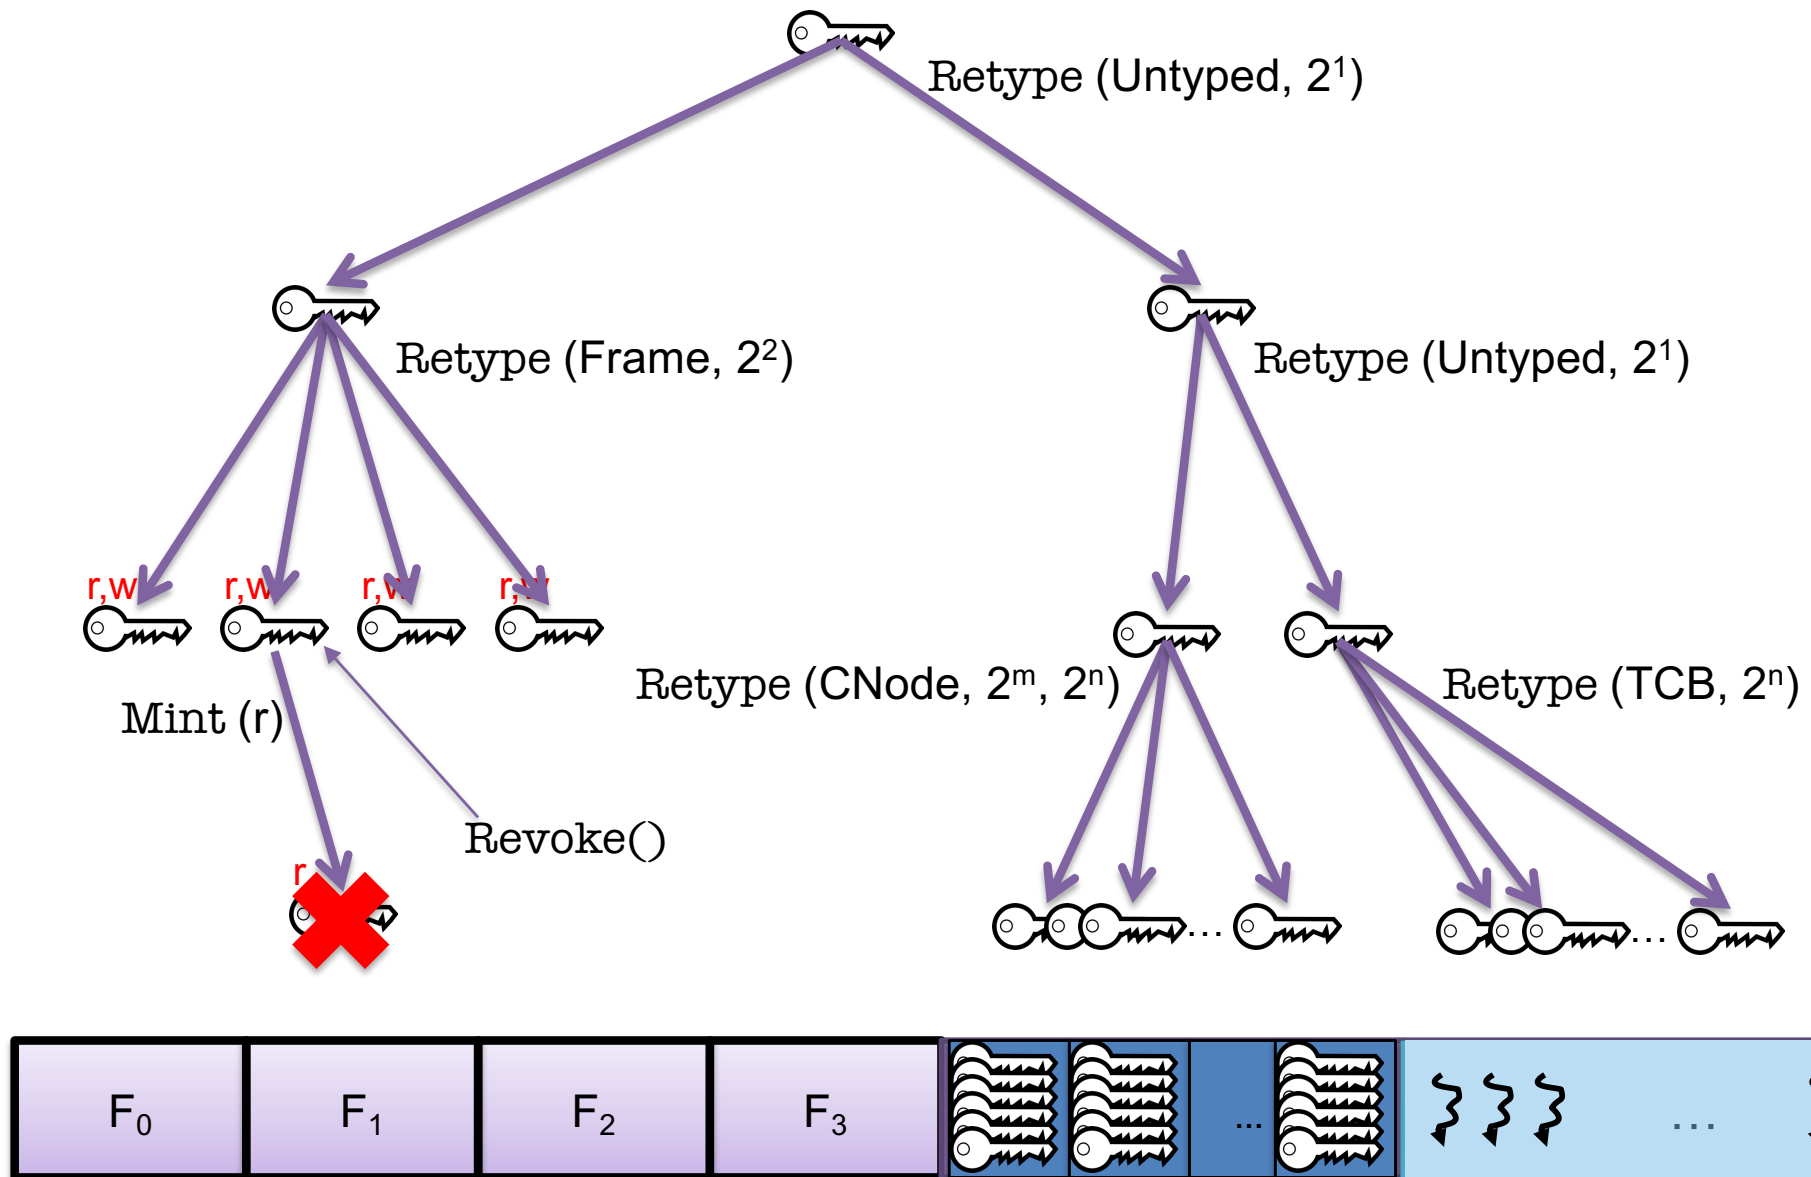 Retype (Untyped, 2¹)
Retype (Frame, 2²)
Retype (Untyped, 2¹)
r,w r,w r,w r,w
Retype (CNode, 2ᵐ, 2ⁿ)
Retype (TCB, 2ⁿ)
Mint (r)
Revoke()
r
... ...
F₀ F₁ F₂ F₃ ... ...